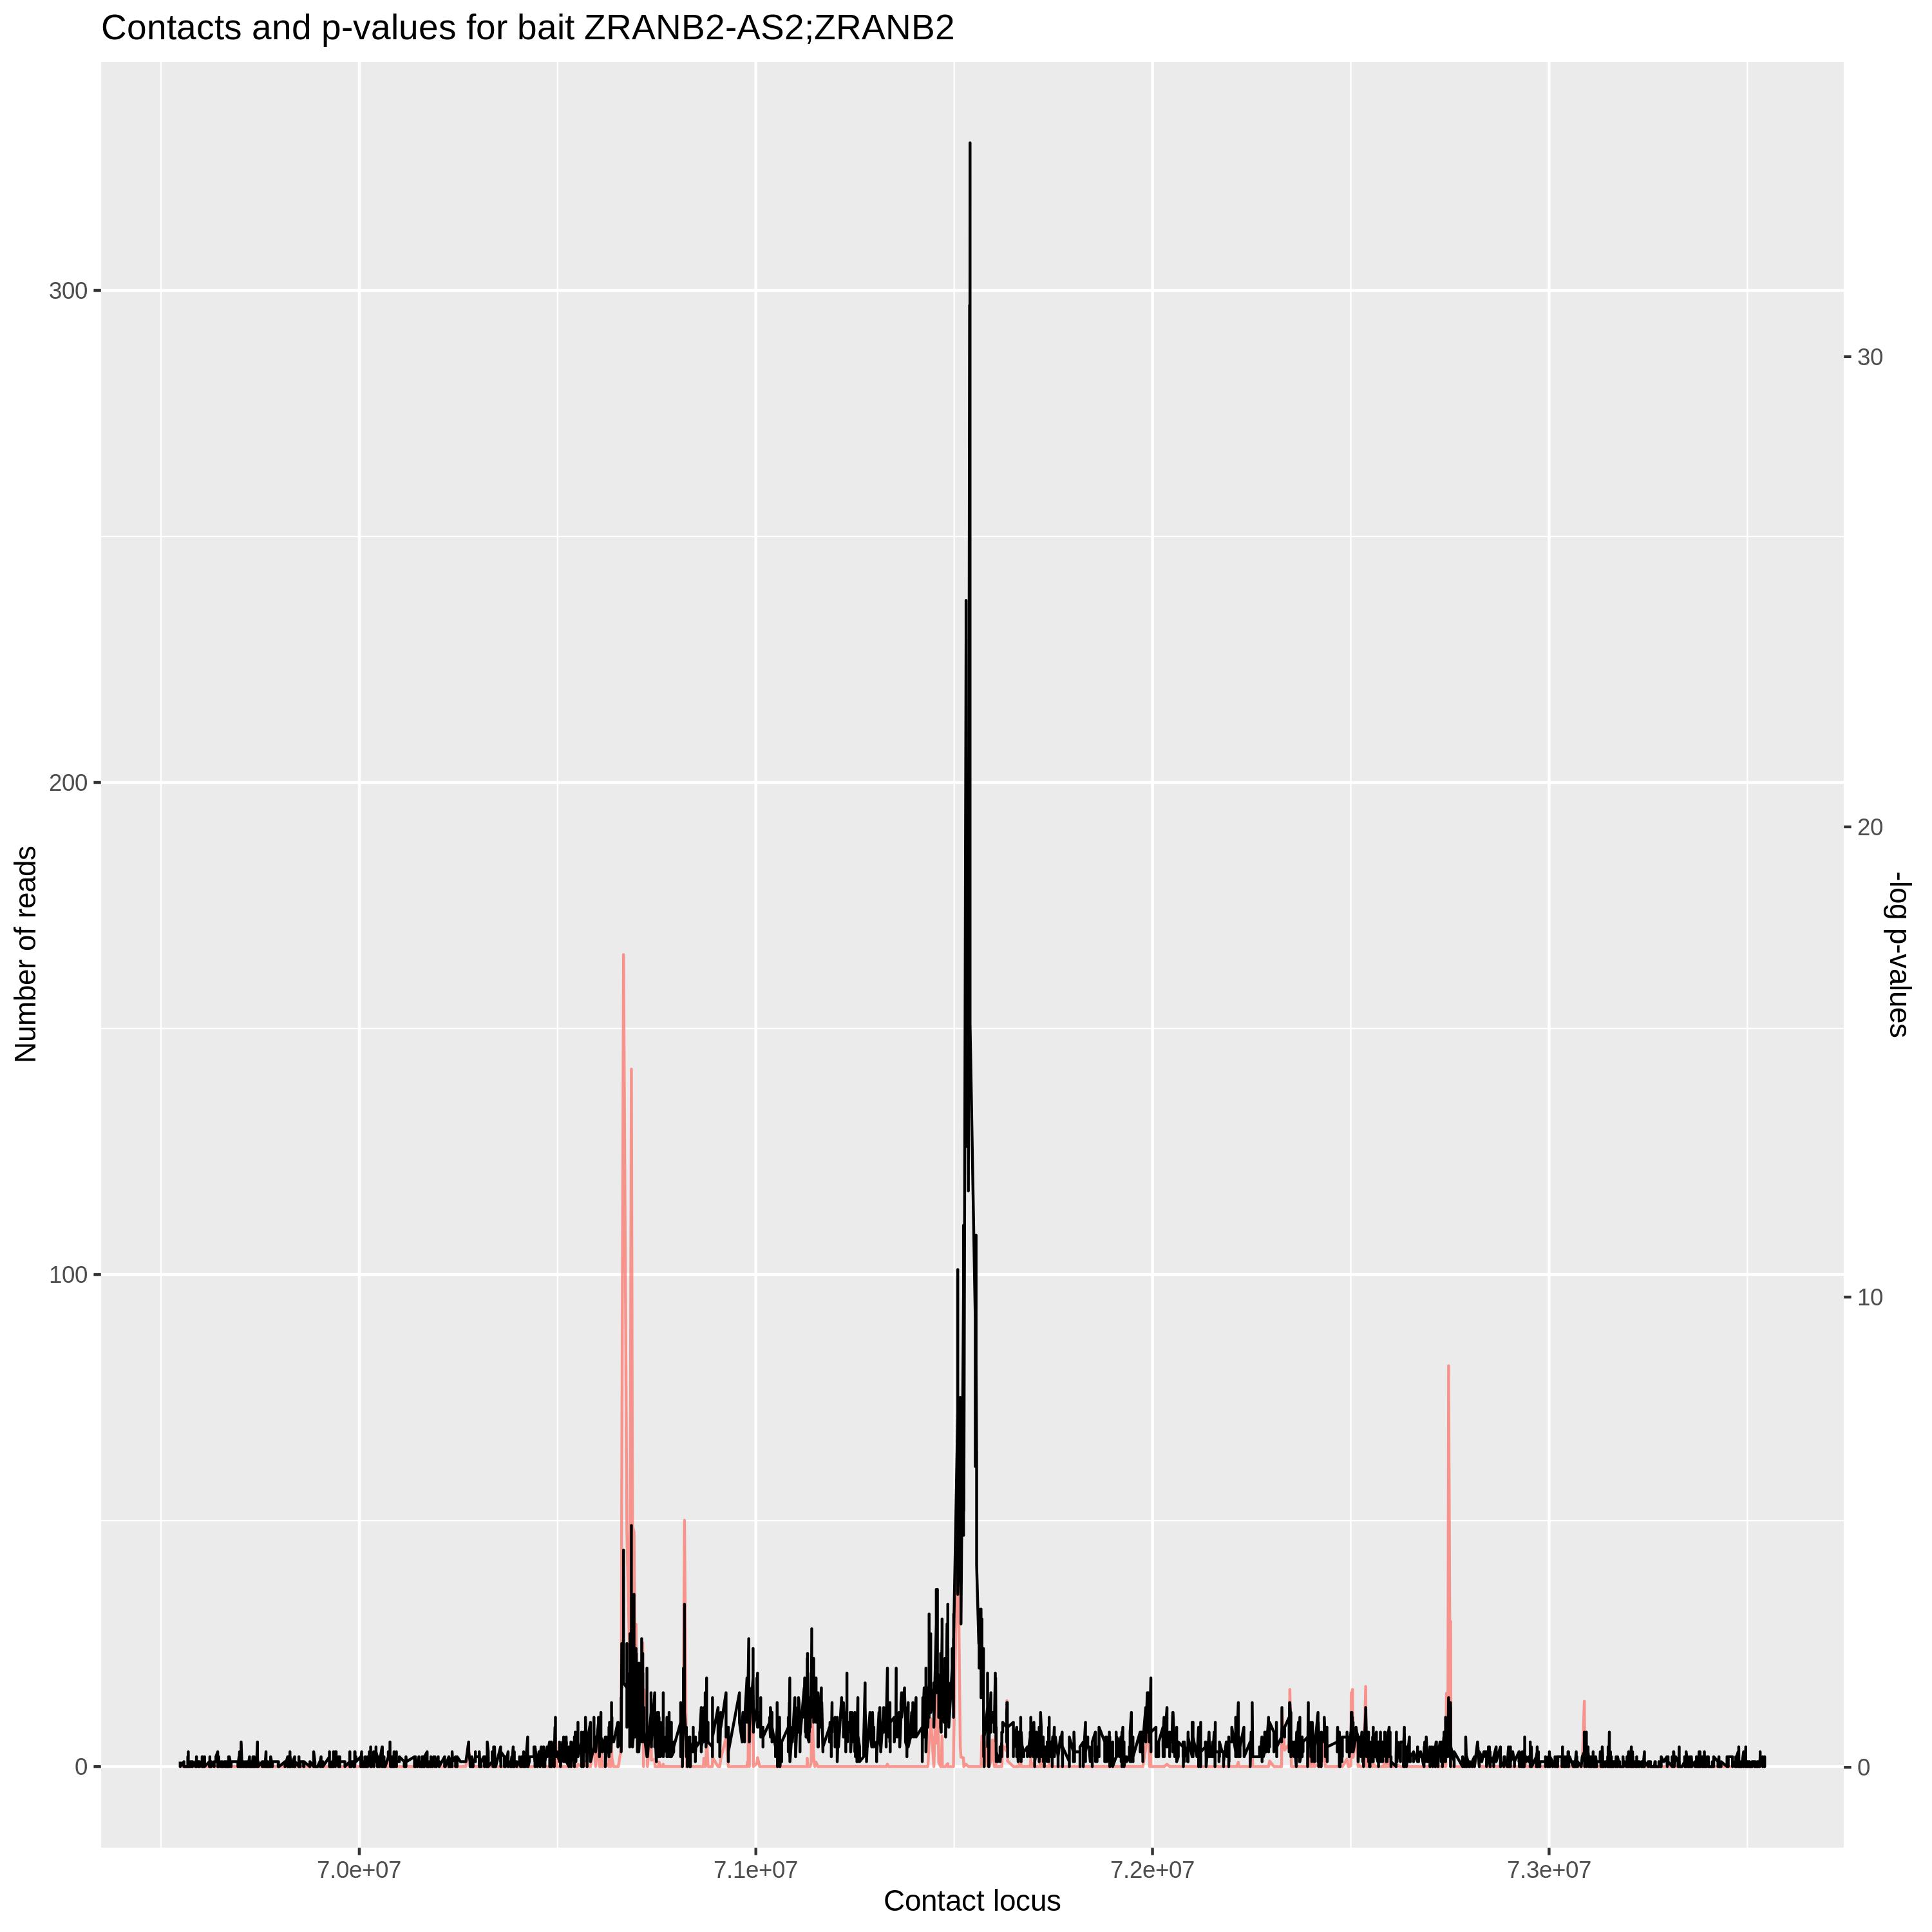 Contacts and p-values for bait ZRANB2-AS2;ZRANB2
Number of reads
300
200
100
0
30
20
10
0
-log p-values
7.0e+07
7.1e+07
7.2e+07
7.3e+07
Contact locus